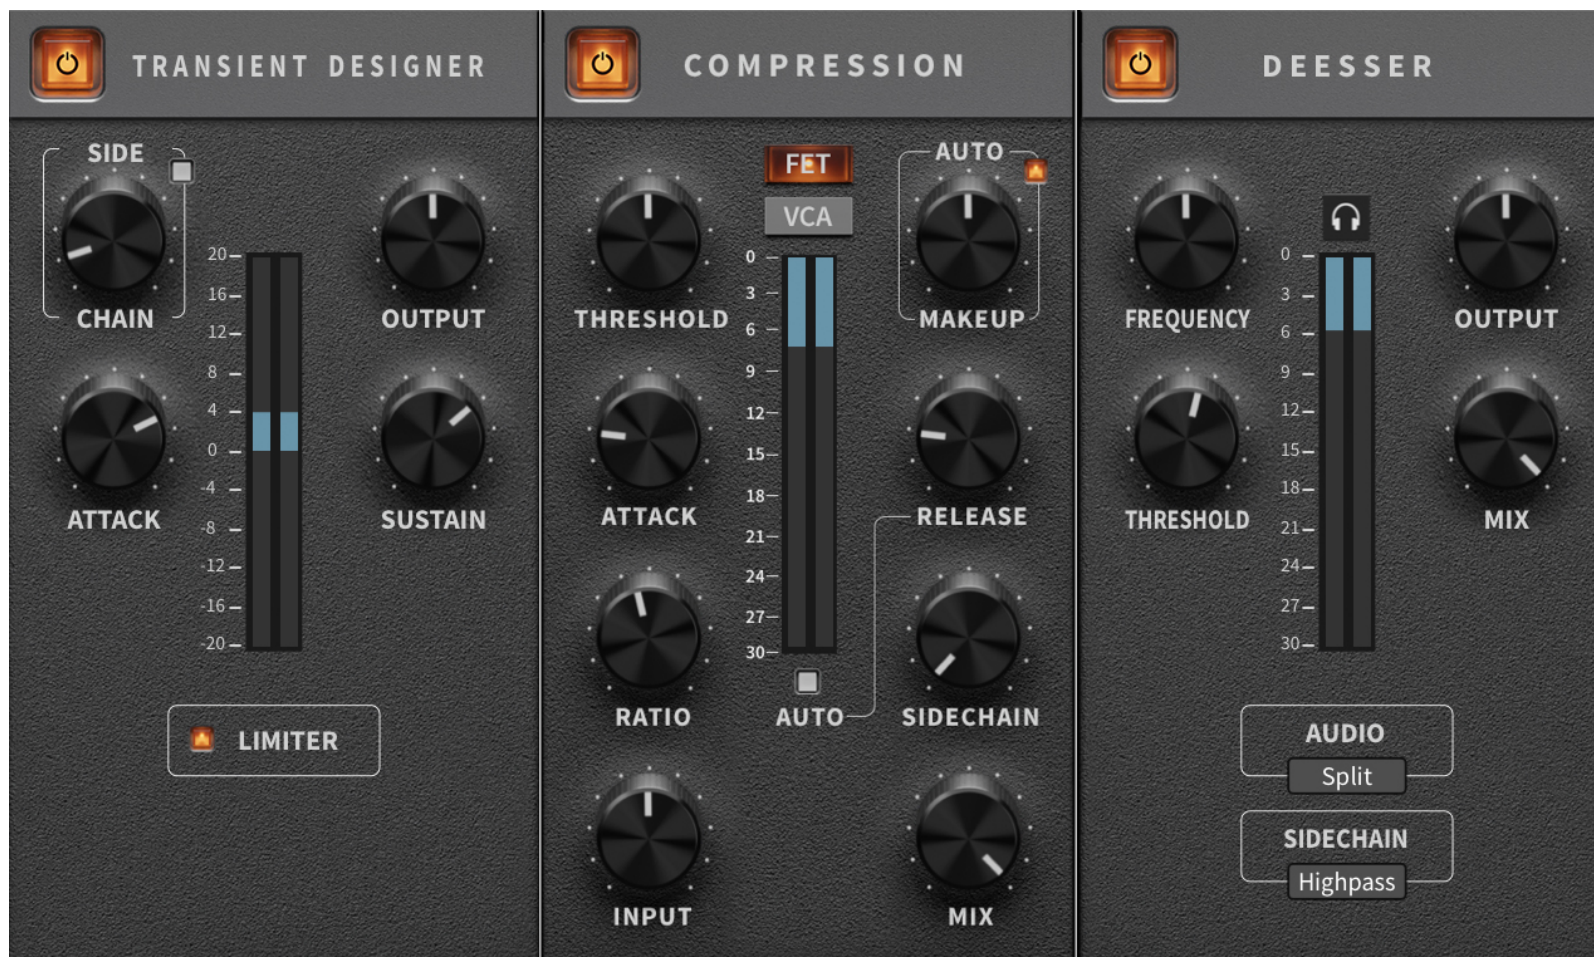 TRANSIENT DESIGNER
SIDE
CHAIN
OUTPUT
20
16
12
8
4
0
-4
-8
-12
-16
-20
ATTACK
SUSTAIN
LIMITER
COMPRESSION
FET
VCA
AUTO
THRESHOLD
MAKEUP
0
3
6
9
12
15
18
21
24
27
30
ATTACK
RELEASE
RATIO
AUTO
SIDECHAIN
INPUT
MIX
DEESSER
FREQUENCY
OUTPUT
0
3
6
9
12
15
18
21
24
27
30
THRESHOLD
MIX
AUDIO
Split
SIDECHAIN
Highpass